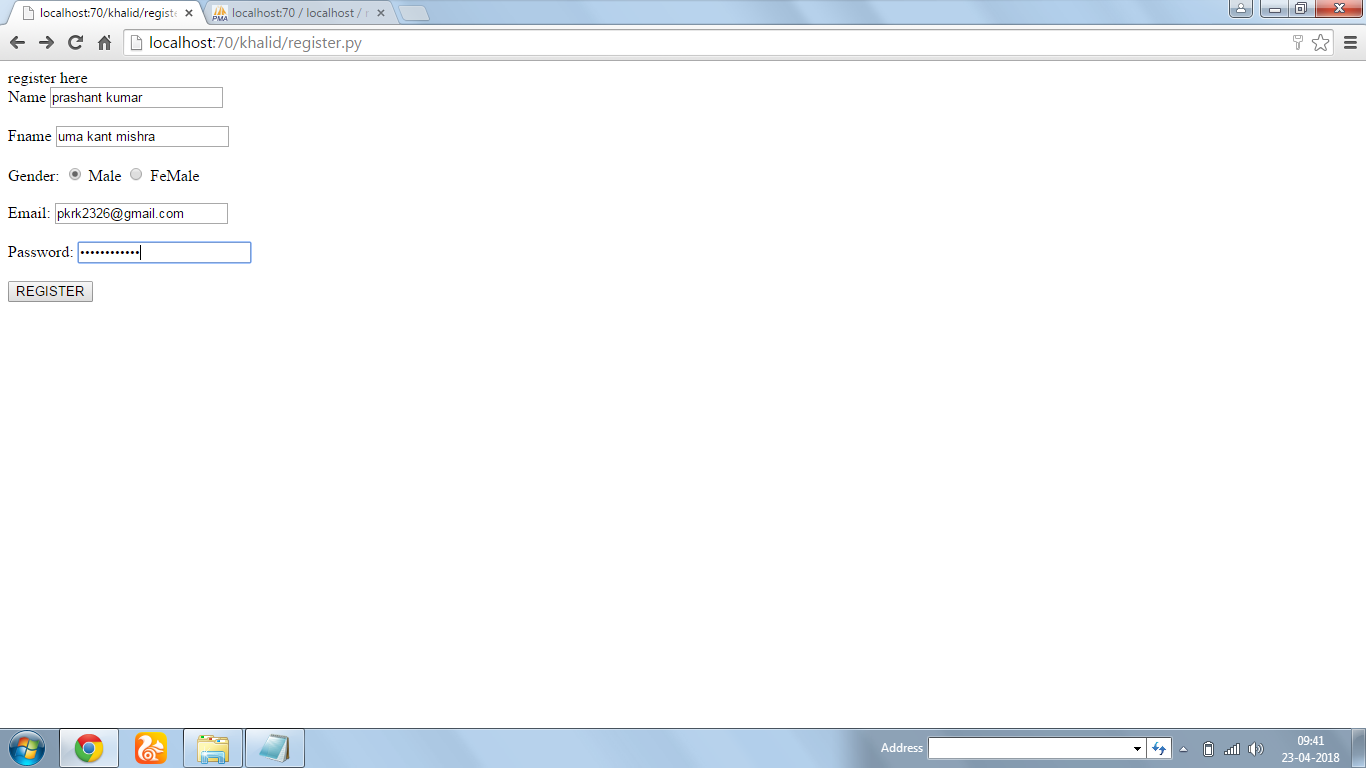 localhost:70/khalid/registe
localhost:70 / localhost /
localhost:70/khalid/register.py
register here
Name prashant kumar
Fname uma kant mishra
Gender: Male FeMale
Email: pkrk2326@gmail.com
Password: ••••••••••••
REGISTER
Address
09:41
23-04-2018